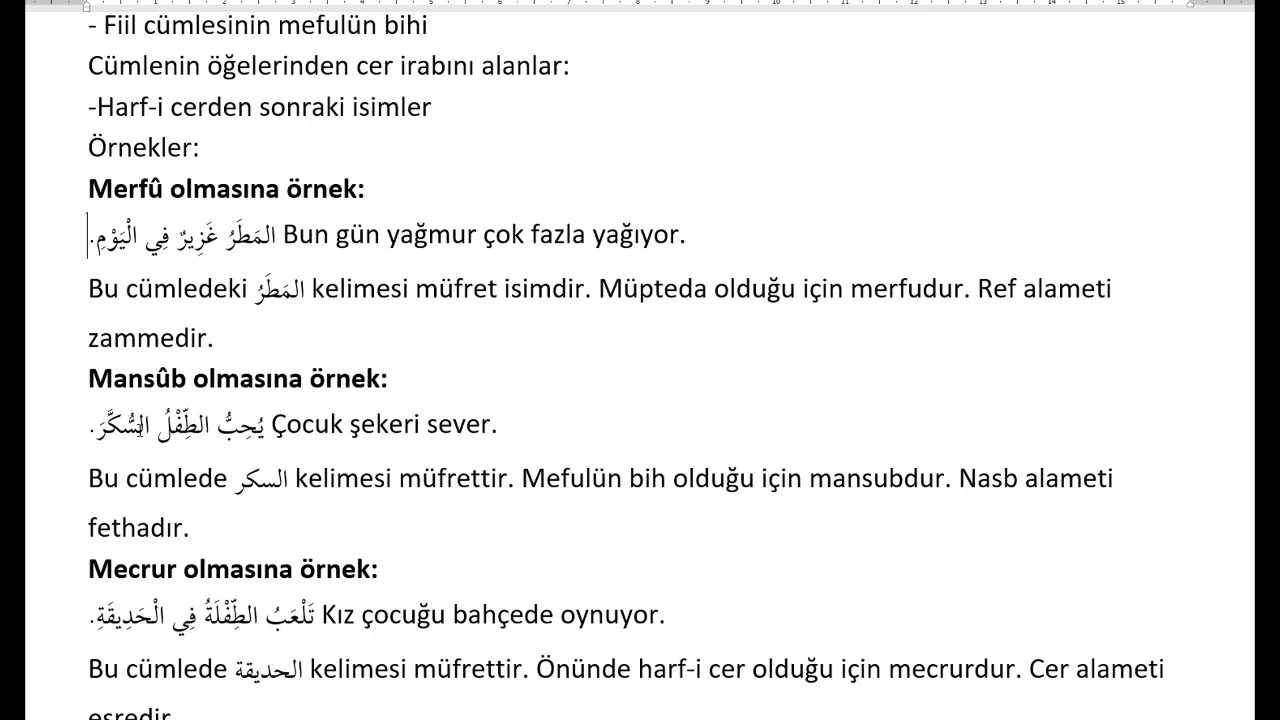 - Fiil cümlesinin mefulün bihi
Cümlenin öğelerinden cer irabını alanlar:
-Harf-i cerden sonraki isimler
Örnekler:
Merfû olmasına örnek:
المَطَرُ غَزِيرٌ فِي الْيَوْمِ. Bun gün yağmur çok fazla yağıyor.
Bu cümledeki المَطَرُ kelimesi müfret isimdir. Müpteda olduğu için merfudur. Ref alameti
zammedir.
Mansûb olmasına örnek:
يُحِبُّ الطِّفْلُ السُّكَّرَ. Çocuk şekeri sever.
Bu cümlede السكر kelimesi müfrettir. Mefulün bih olduğu için mansubdur. Nasb alameti
fethadır.
Mecrur olmasına örnek:
تَلْعَبُ الطِّفْلَةُ فِي الْحَدِيقَةِ. Kız çocuğu bahçede oynuyor.
Bu cümlede الحديقة kelimesi müfrettir. Önünde harf-i cer olduğu için mecrurdur. Cer alameti
esredir.